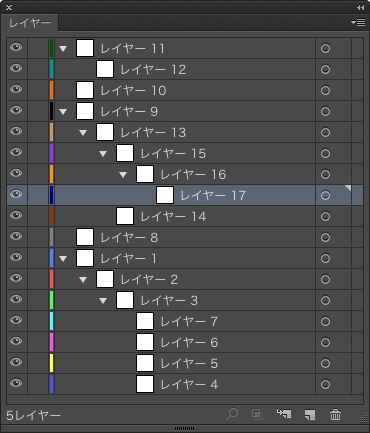 レイヤー
レイヤー 11
レイヤー 12
レイヤー 10
レイヤー 9
レイヤー 13
レイヤー 15
レイヤー 16
レイヤー 17
レイヤー 14
レイヤー 8
レイヤー 1
レイヤー 2
レイヤー 3
レイヤー 7
レイヤー 6
レイヤー 5
レイヤー 4
5レイヤー